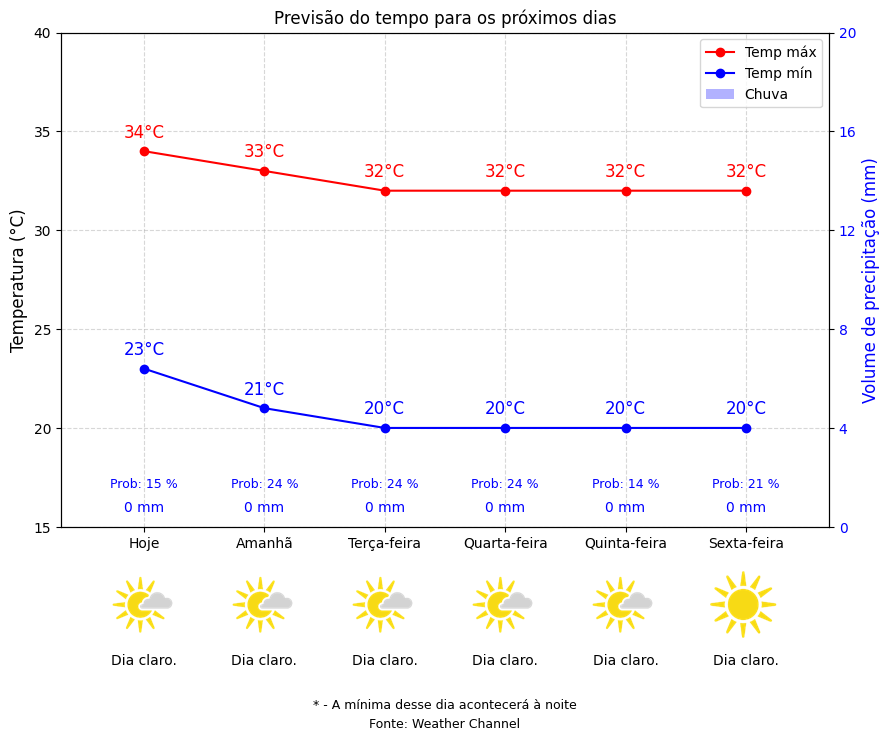 Previsão do tempo para os próximos dias
Temp máx
Temp mín
Chuva
Temperatura (°C)
Volume de precipitação (mm)
40
35
30
25
20
15
20
16
12
8
4
0
34°C
33°C
32°C
32°C
32°C
32°C
23°C
21°C
20°C
20°C
20°C
20°C
Prob: 15 %
Prob: 24 %
Prob: 24 %
Prob: 24 %
Prob: 14 %
Prob: 21 %
0 mm
0 mm
0 mm
0 mm
0 mm
0 mm
Hoje
Amanhã
Terça-feira
Quarta-feira
Quinta-feira
Sexta-feira
Dia claro.
Dia claro.
Dia claro.
Dia claro.
Dia claro.
Dia claro.
* - A mínima desse dia acontecerá à noite
Fonte: Weather Channel